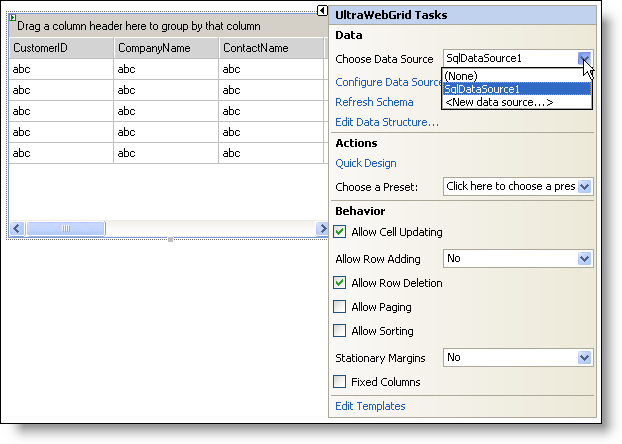 Drag a column header here to group by that column
CustomerID CompanyName ContactName
abc abc abc
abc abc abc
abc abc abc
abc abc abc
abc abc abc
UltraWebGrid Tasks
Data
Choose Data Source SqlDataSource1
(None)
SqlDataSource1
<New data source...>
Configure Data Source
Refresh Schema
Edit Data Structure...
Actions
Quick Design
Choose a Preset: Click here to choose a pres
Behavior
Allow Cell Updating
Allow Row Adding No
Allow Row Deletion
Allow Paging
Allow Sorting
Stationary Margins No
Fixed Columns
Edit Templates